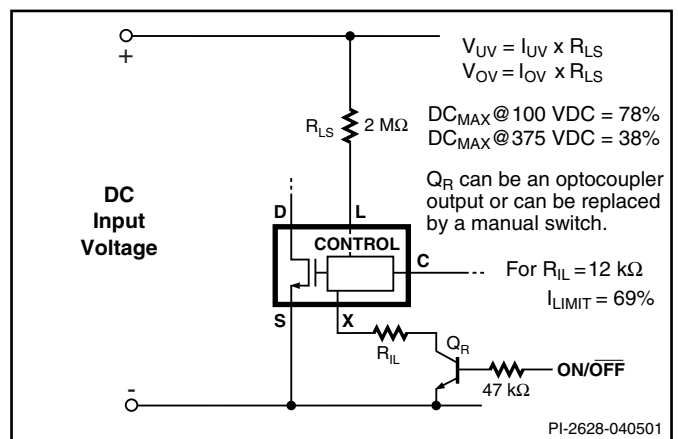 +
V_UV = I_UV x R_LS
V_OV = I_OV x R_LS
R_LS 2 MΩ
DC_MAX@100 VDC = 78%
DC_MAX@375 VDC = 38%
DC
Input
Voltage
Q_R can be an optocoupler
output or can be replaced
by a manual switch.
D L
CONTROL
C
For R_IL = 12 kΩ
I_LIMIT = 69%
S X
R_IL
Q_R
47 kΩ
ON/OFF
-
PI-2628-040501